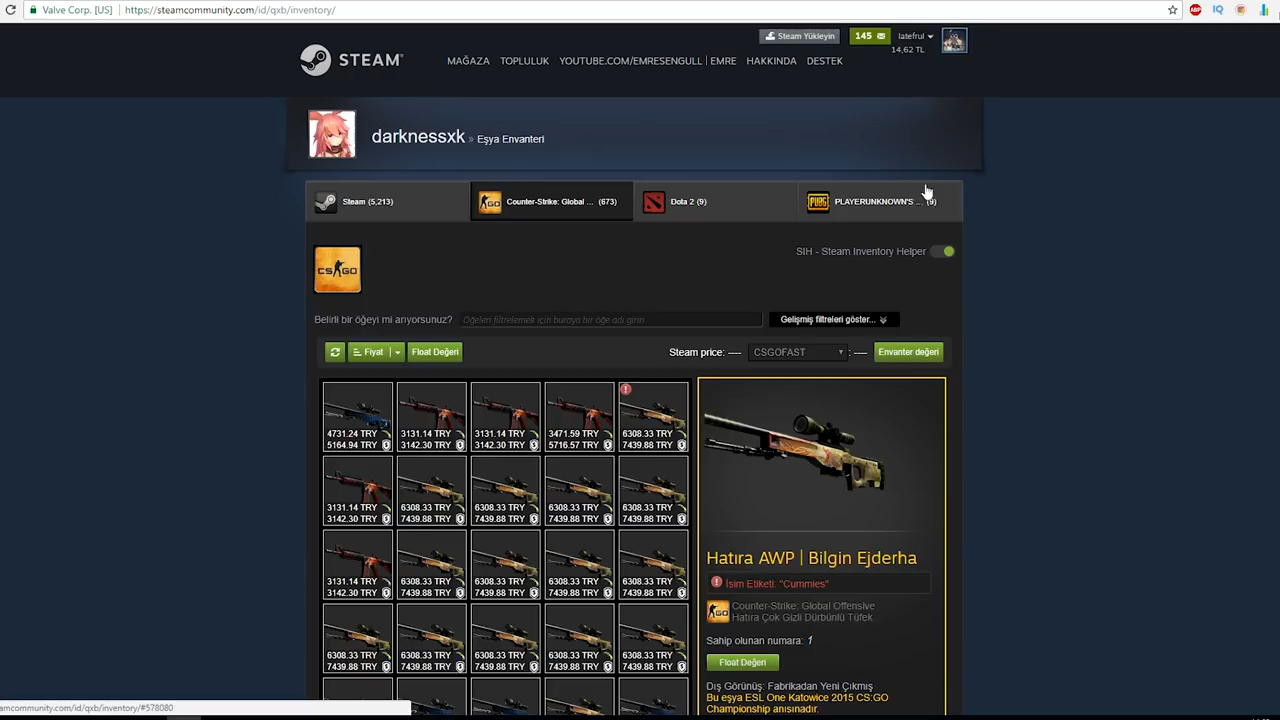 Valve Corp. [US] https://steamcommunity.com/id/qxb/inventory/
ABP
IQ
Steam Yükleyin
145
lateful
14,62 TL
STEAM
MAĞAZA TOPLULUK YOUTUBE.COM/EMRESENGULL | EMRE HAKKINDA DESTEK
darknessxk » Eşya Envanteri
Steam (5,213)
Counter-Strike: Global ... (673)
Dota 2 (9)
PUBG PLAYERUNKNOWN'S ... (9)
CS:GO
SIH - Steam Inventory Helper
Belirli bir öğeyi mi arıyorsunuz? Öğeleri filtrelemek için buraya bir öğe adı girin Gelişmiş filtreleri göster...
Fiyat Float Değeri Steam price: ---- CSGOFAST : ---- Envanter değeri
4731.24 TRY 3131.14 TRY 3131.14 TRY 3471.59 TRY 6308.33 TRY
5164.94 TRY 3142.30 TRY 3142.30 TRY 5716.57 TRY 7439.88 TRY
3131.14 TRY 6308.33 TRY 6308.33 TRY 6308.33 TRY 6308.33 TRY
3142.30 TRY 7439.88 TRY 7439.88 TRY 7439.88 TRY 7439.88 TRY
3131.14 TRY 6308.33 TRY 6308.33 TRY 6308.33 TRY 6308.33 TRY
3142.30 TRY 7439.88 TRY 7439.88 TRY 7439.88 TRY 7439.88 TRY
6308.33 TRY 6308.33 TRY 6308.33 TRY 6308.33 TRY 6308.33 TRY
7439.88 TRY 7439.88 TRY 7439.88 TRY 7439.88 TRY 7439.88 TRY
Hatıra AWP | Bilgin Ejderha
İsim Etiketi: "Cummies"
Counter-Strike: Global Offensive
Hatıra Çok Gizli Dürbünlü Tüfek
Sahip olunan numara: 1
Float Değeri
Dış Görünüş: Fabrikadan Yeni Çıkmış
Bu eşya ESL One Katowice 2015 CS:GO
Championship anısınadır.
eamcommunity.com/id/qxb/inventory/#578080